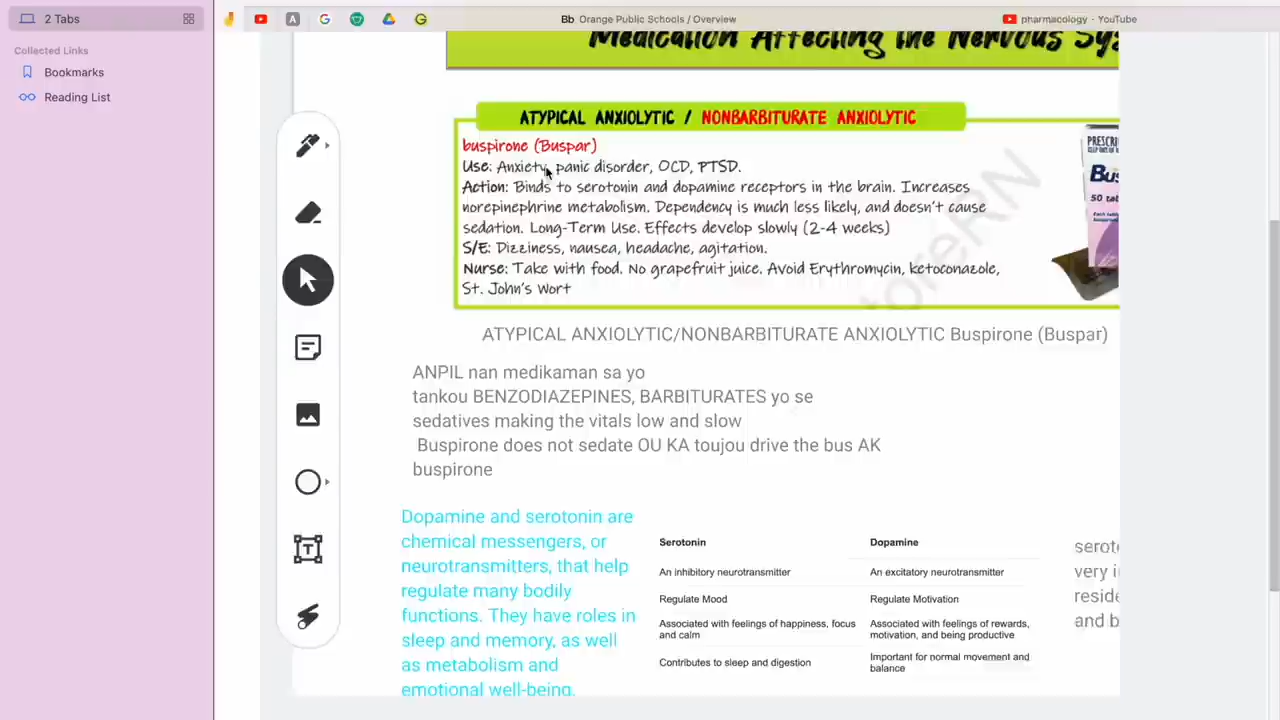 2 Tabs
Bb Orange Public Schools / Overview
pharmacology - YouTube
Collected Links
Bookmarks
Reading List
Medication Affecting the Nervous
ATYPICAL ANXIOLYTIC / NONBARBITURATE ANXIOLYTIC
buspirone (Buspar)
Use: Anxiety, panic disorder, OCD, PTSD.
Action: Binds to serotonin and dopamine receptors in the brain. Increases
norepinephrine metabolism. Dependency is much less likely, and doesn't cause
sedation. Long-Term Use. Effects develop slowly (2-4 weeks)
S/E: Dizziness, nausea, headache, agitation.
Nurse: Take with food. No grapefruit juice. Avoid Erythromycin, ketoconazole,
St. John's Wort
ATYPICAL ANXIOLYTIC/NONBARBITURATE ANXIOLYTIC Buspirone (Buspar)
ANPIL nan medikaman sa yo
tankou BENZODIAZEPINES, BARBITURATES yo se
sedatives making the vitals low and slow
Buspirone does not sedate OU KA toujou drive the bus AK
buspirone
Dopamine and serotonin are
chemical messengers, or
neurotransmitters, that help
regulate many bodily
functions. They have roles in
sleep and memory, as well
as metabolism and
emotional well-being.
Serotonin
Dopamine
An inhibitory neurotransmitter
An excitatory neurotransmitter
Regulate Mood
Regulate Motivation
Associated with feelings of happiness, focus
and calm
Associated with feelings of rewards,
motivation, and being productive
Contributes to sleep and digestion
Important for normal movement and
balance
very